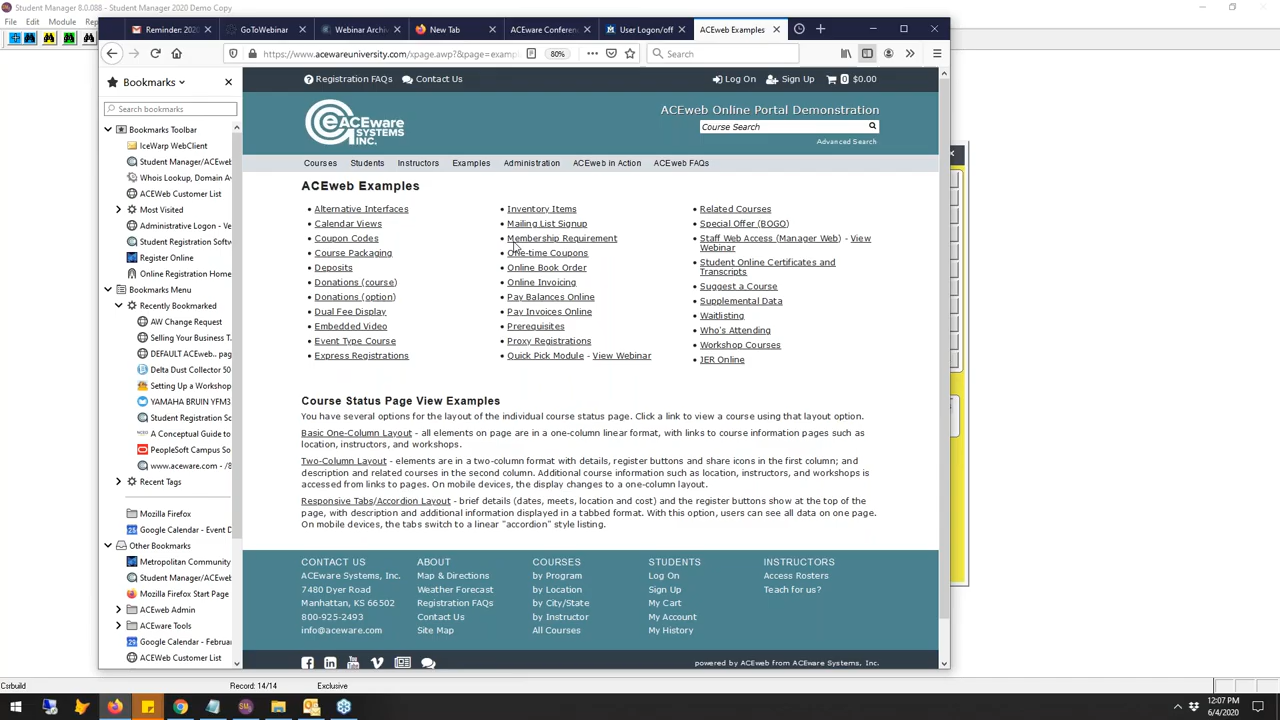 Student Manager 8.0.088 - Student Manager 2020 Demo Copy
File Edit Module
Reminder: 2020 GoToWebinar Webinar Archiv New Tab ACEware Conferen User Logon/off ACEweb Examples
https://www.acewareuniversity.com/xpage.awp?&page=examp 80% Search
Bookmarks
Search bookmarks
Bookmarks Toolbar
IceWarp WebClient
Student Manager/ACEweb
Whois Lookup, Domain Av
ACEWeb Customer List
Most Visited
Administrative Logon - Ve
Student Registration Softw
Register Online
Online Registration Home
Bookmarks Menu
Recently Bookmarked
AW Change Request
Selling Your Business T
DEFAULT ACEweb.. pag
Delta Dust Collector 50
Setting Up a Workshop
YAMAHA BRUIN YFM3
Student Registration Sc
A Conceptual Guide to
PeopleSoft Campus So
www.aceware.com - /8
Recent Tags
Mozilla Firefox
Google Calendar - Event D
Other Bookmarks
Metropolitan Community
Student Manager/ACEweb
Mozilla Firefox Start Page
ACEweb Admin
ACEware Tools
Google Calendar - Februar
ACEWeb Customer List
Registration FAQs Contact Us Log On Sign Up 0 $0.00
ACEWARE SYSTEMS INC.
ACEweb Online Portal Demonstration
Course Search
Advanced Search
Courses Students Instructors Examples Administration ACEweb in Action ACEweb FAQs
ACEweb Examples
• Alternative Interfaces
• Calendar Views
• Coupon Codes
• Course Packaging
• Deposits
• Donations (course)
• Donations (option)
• Dual Fee Display
• Embedded Video
• Event Type Course
• Express Registrations
• Inventory Items
• Mailing List Signup
• Membership Requirement
• One-time Coupons
• Online Book Order
• Online Invoicing
• Pay Balances Online
• Pay Invoices Online
• Prerequisites
• Proxy Registrations
• Quick Pick Module - View Webinar
• Related Courses
• Special Offer (BOGO)
• Staff Web Access (Manager Web) - View
Webinar
• Student Online Certificates and
Transcripts
• Suggest a Course
• Supplemental Data
• Waitlisting
• Who's Attending
• Workshop Courses
• JER Online
Course Status Page View Examples
You have several options for the layout of the individual course status page. Click a link to view a course using that layout option.
Basic One-Column Layout - all elements on page are in a one-column linear format, with links to course information pages such as
location, instructors, and workshops.
Two-Column Layout - elements are in a two-column format with details, register buttons and share icons in the first column; and
description and related courses in the second column. Additional course information such as location, instructors, and workshops is
accessed from links to pages. On mobile devices, the display changes to a one-column layout.
Responsive Tabs/Accordion Layout - brief details (dates, meets, location and cost) and the register buttons show at the top of the
page, with description and additional information displayed in a tabbed format. With this option, users can see all data on one page.
On mobile devices, the tabs switch to a linear "accordion" style listing.
CONTACT US
ACEware Systems, Inc.
7480 Dyer Road
Manhattan, KS 66502
800-925-2493
info@aceware.com
ABOUT
Map & Directions
Weather Forecast
Registration FAQs
Contact Us
Site Map
COURSES
by Program
by Location
by City/State
by Instructor
All Courses
STUDENTS
Log On
Sign Up
My Cart
My Account
My History
INSTRUCTORS
Access Rosters
Teach for us?
powered by ACEweb from ACEware Systems, Inc.
Csrbuild Record: 14/14 Exclusive
12:07 PM
6/4/2020